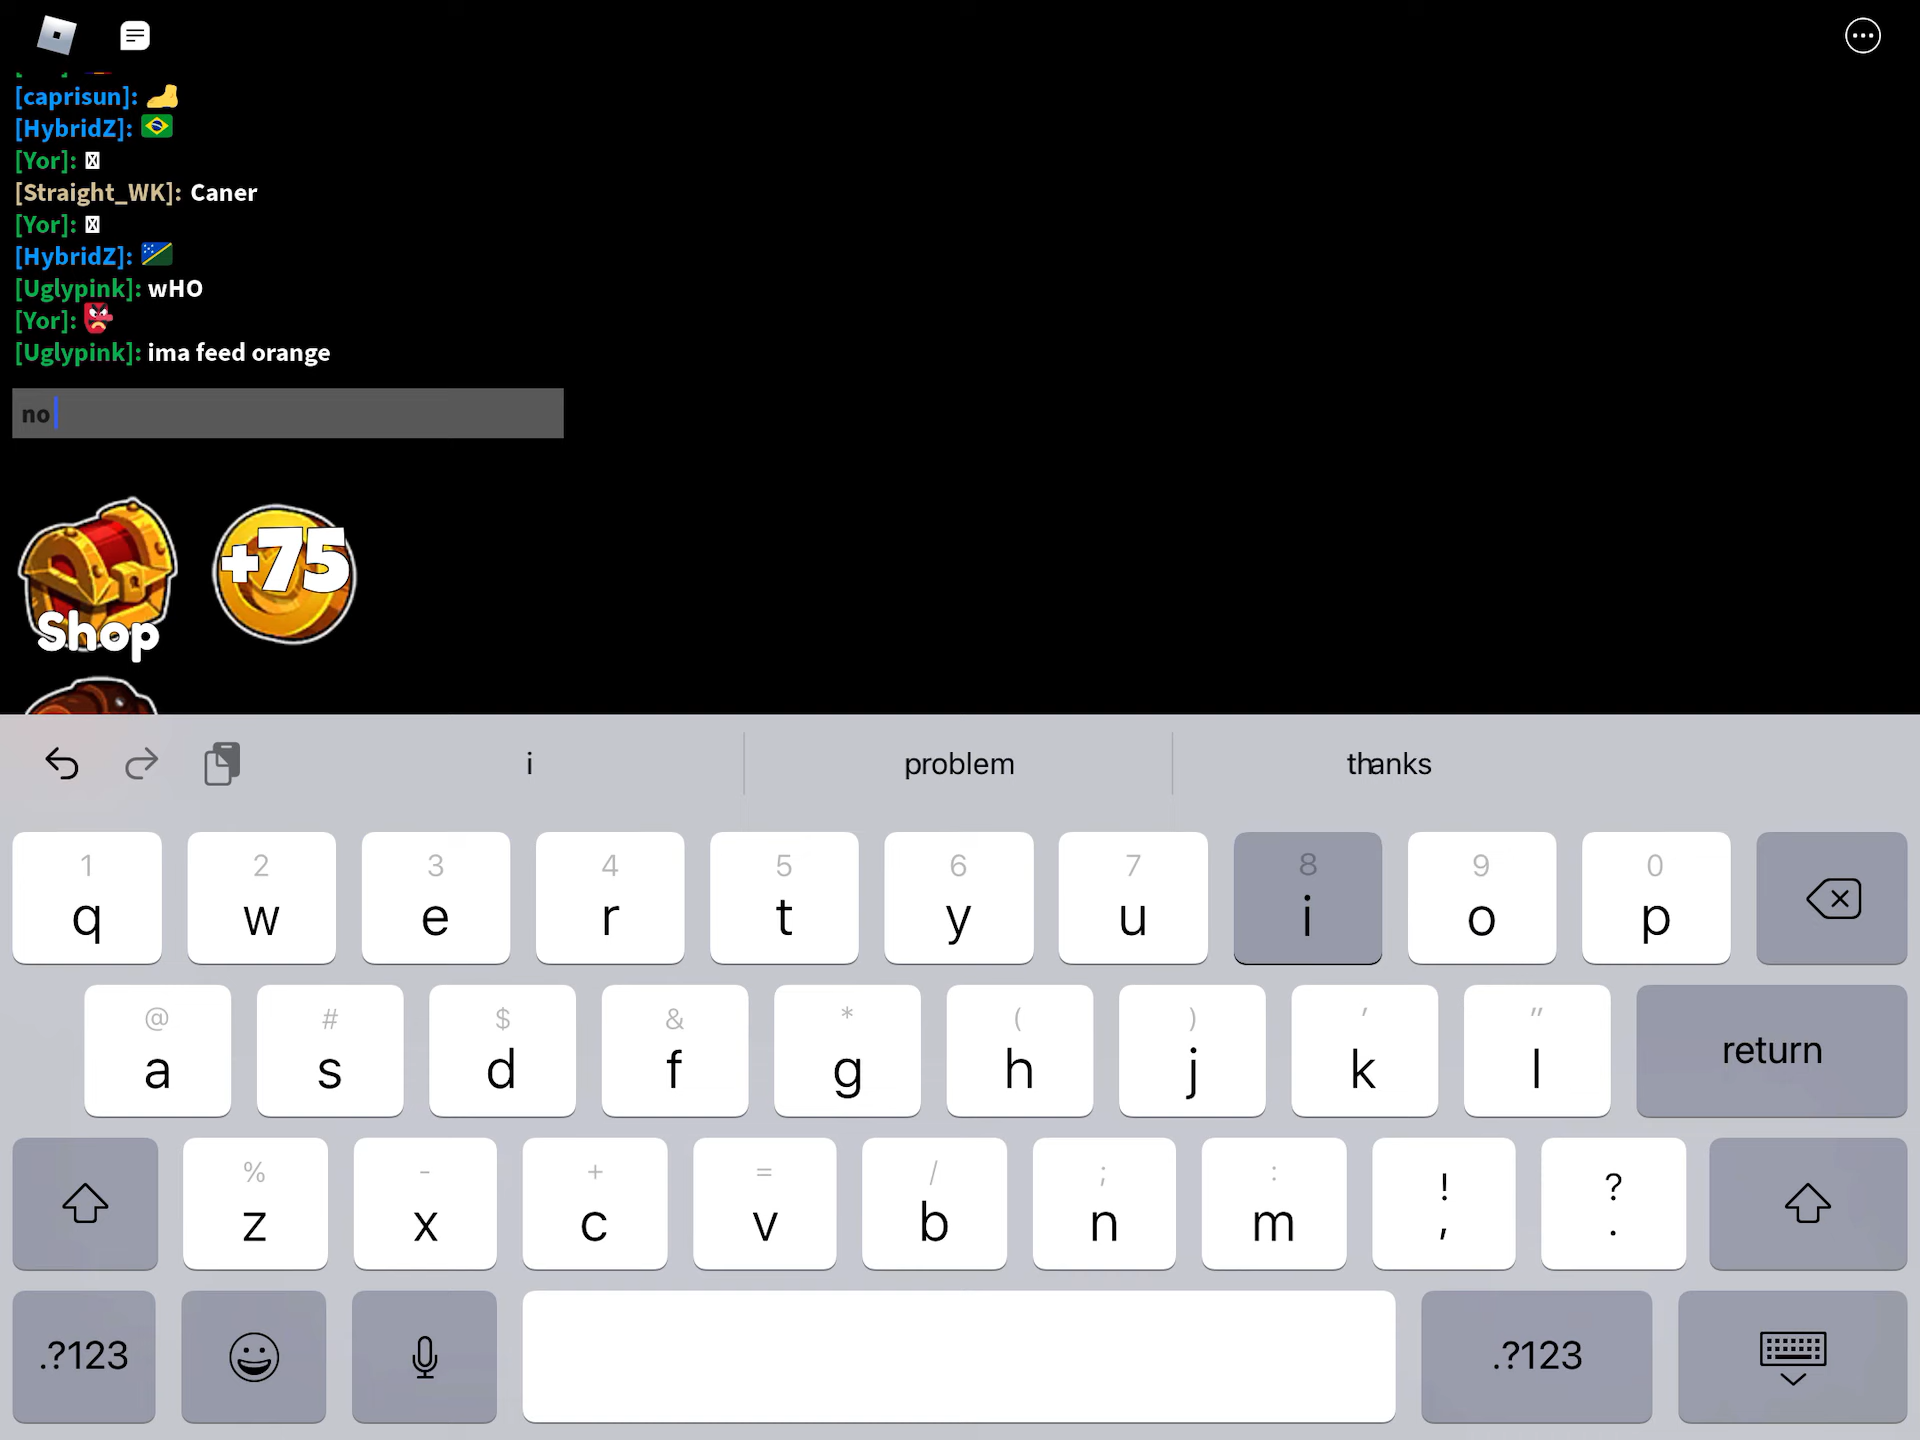 [caprisun]:
[HybridZ]:
[Yor]:
[Straight_WK]: Caner
[Yor]:
[HybridZ]:
[Uglypink]: wHO
[Yor]:
[Uglypink]: ima feed orange
no
+75
Shop
i problem thanks
1 2 3 4 5 6 7 8 9 0
q w e r t y u i o p
@ # $ & * ( ) ' "
a s d f g h j k l return
% - + = / ; : ! ?
z x c v b n m , .
.?123 .?123